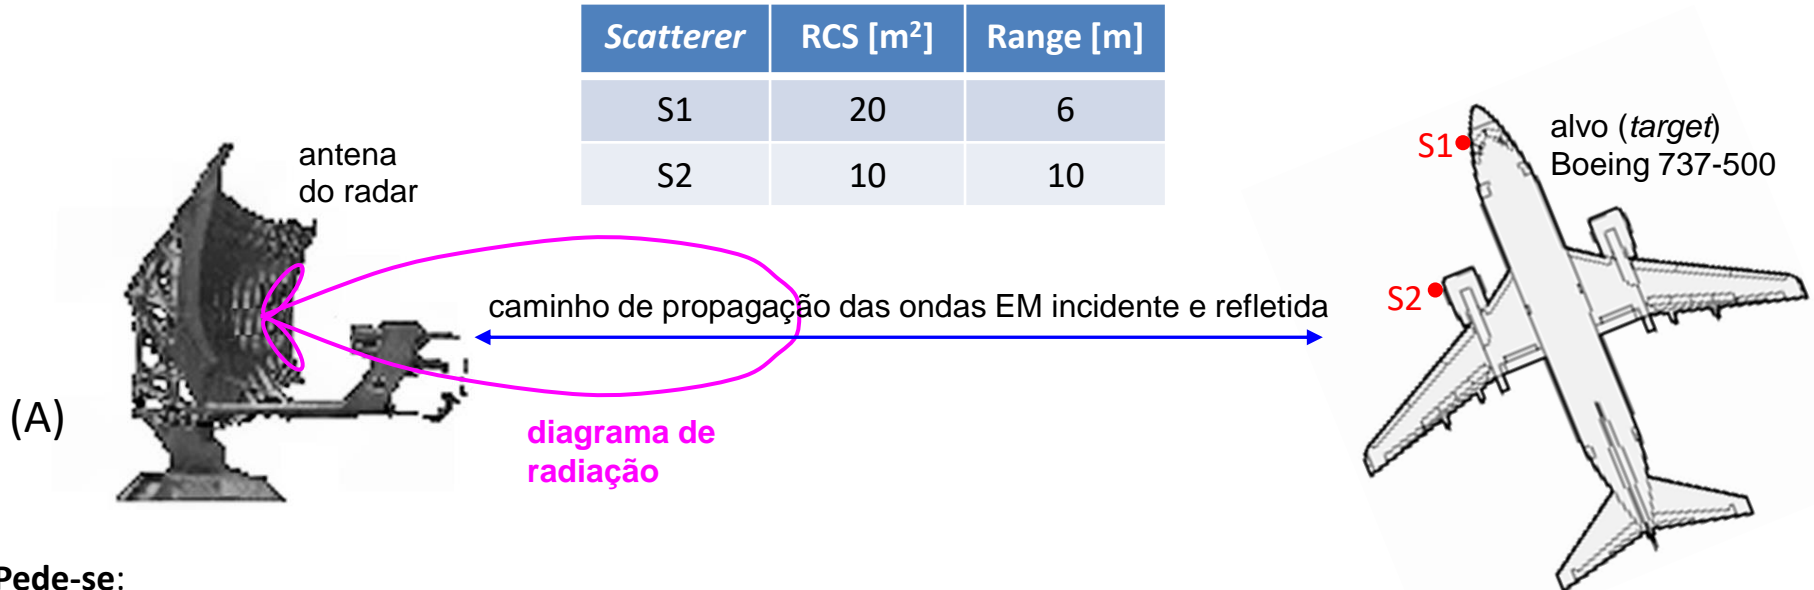 Scatterer RCS [m²] Range [m]
S1 20 6
S2 10 10
antena
do radar
S1
alvo (target)
Boeing 737-500
S2
caminho de propagação das ondas EM incidente e refletida
(A)
diagrama de
radiação
Pede-se: